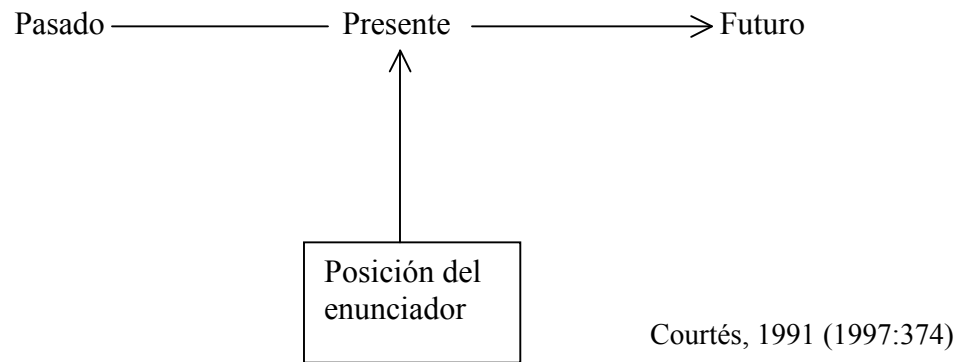 Pasado Presente Futuro
Posición del
enunciador
Courtés, 1991 (1997:374)